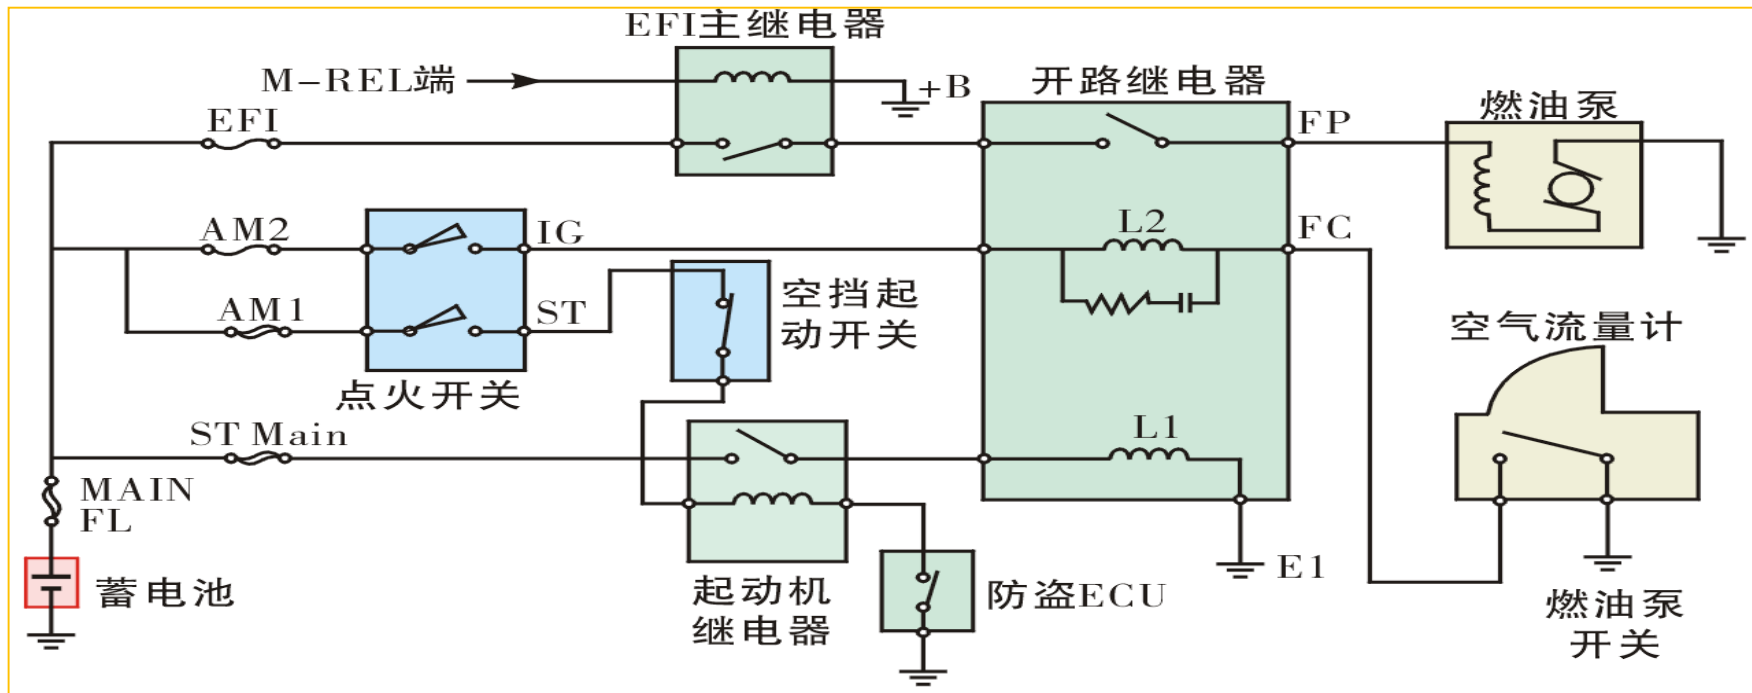 EFI主继电器
M-REL端
+B
开路继电器
燃油泵
EFI
FP
AM2
IG
L2
FC
AM1
ST
空挡起
动开关
空气流量计
点火开关
ST Main
L1
MAIN
FL
蓄电池
起动机
继电器
防盗ECU
E1
燃油泵
开关